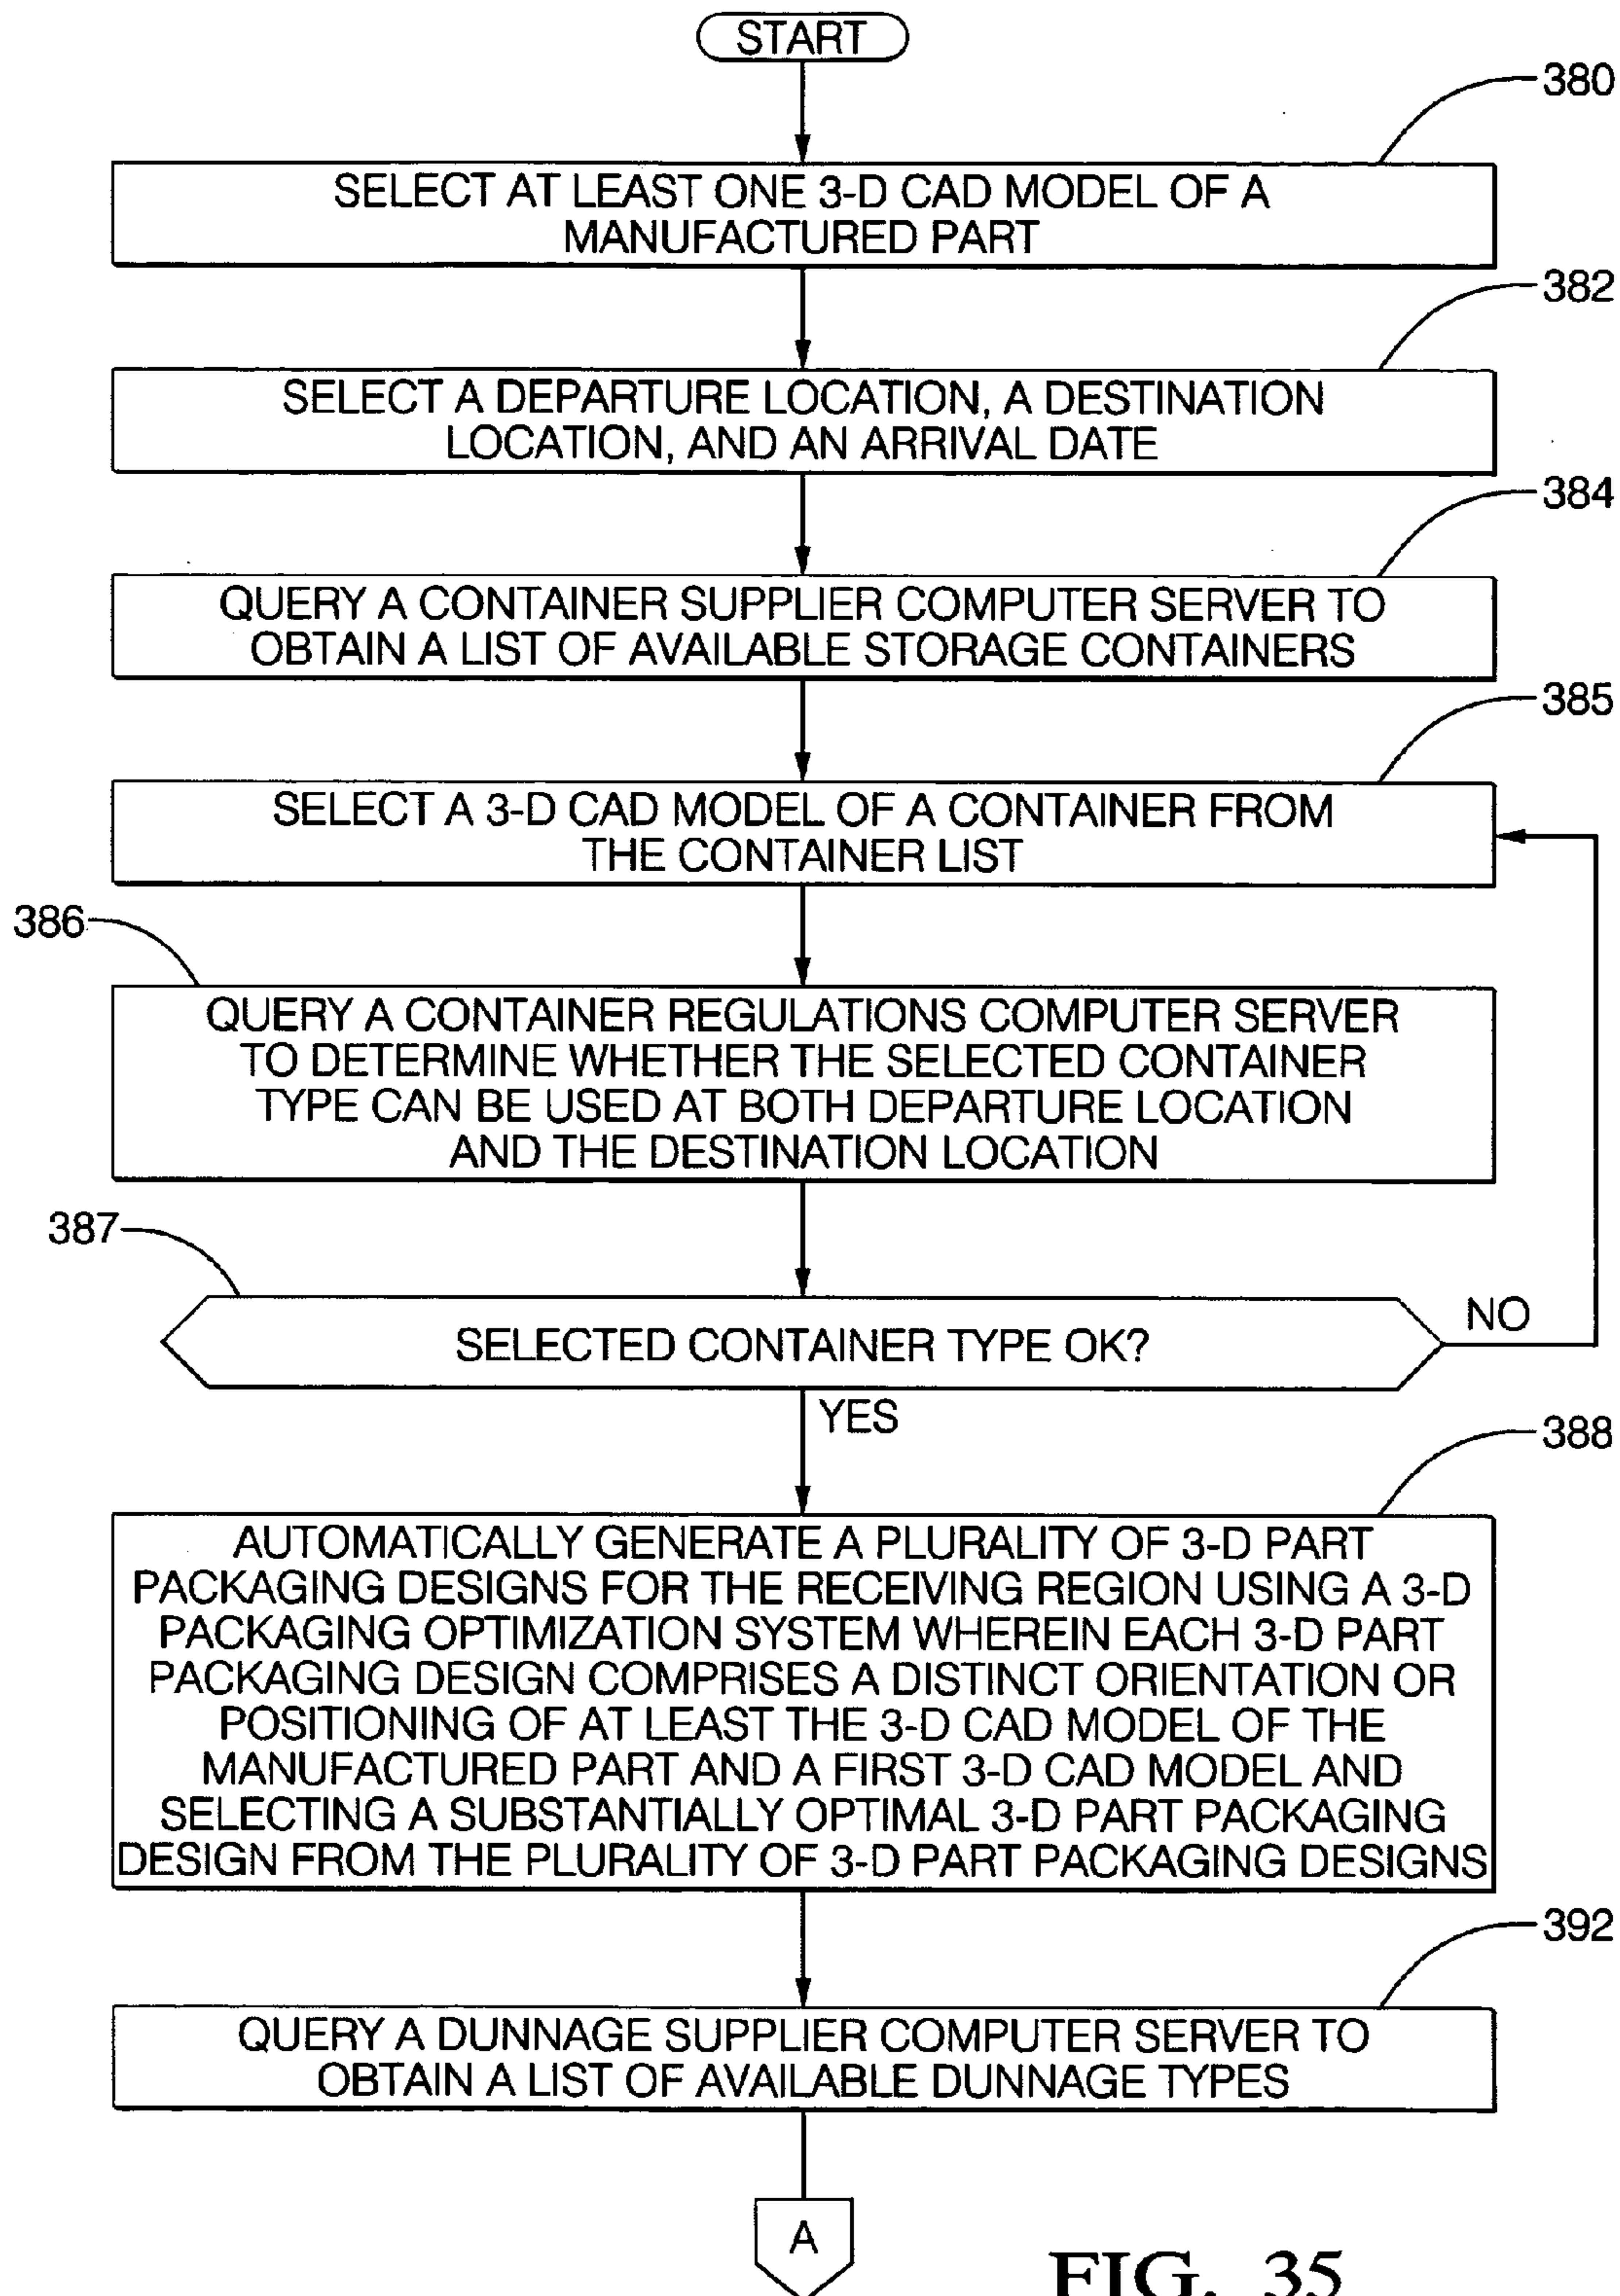 START
380
SELECT AT LEAST ONE 3-D CAD MODEL OF A
MANUFACTURED PART
382
SELECT A DEPARTURE LOCATION, A DESTINATION
LOCATION, AND AN ARRIVAL DATE
384
QUERY A CONTAINER SUPPLIER COMPUTER SERVER TO
OBTAIN A LIST OF AVAILABLE STORAGE CONTAINERS
385
SELECT A 3-D CAD MODEL OF A CONTAINER FROM
THE CONTAINER LIST
386
QUERY A CONTAINER REGULATIONS COMPUTER SERVER
TO DETERMINE WHETHER THE SELECTED CONTAINER
TYPE CAN BE USED AT BOTH DEPARTURE LOCATION
AND THE DESTINATION LOCATION
387
SELECTED CONTAINER TYPE OK?
NO
YES
388
AUTOMATICALLY GENERATE A PLURALITY OF 3-D PART
PACKAGING DESIGNS FOR THE RECEIVING REGION USING A 3-D
PACKAGING OPTIMIZATION SYSTEM WHEREIN EACH 3-D PART
PACKAGING DESIGN COMPRISES A DISTINCT ORIENTATION OR
POSITIONING OF AT LEAST THE 3-D CAD MODEL OF THE
MANUFACTURED PART AND A FIRST 3-D CAD MODEL AND
SELECTING A SUBSTANTIALLY OPTIMAL 3-D PART PACKAGING
DESIGN FROM THE PLURALITY OF 3-D PART PACKAGING DESIGNS
392
QUERY A DUNNAGE SUPPLIER COMPUTER SERVER TO
OBTAIN A LIST OF AVAILABLE DUNNAGE TYPES
A
FIG. 35